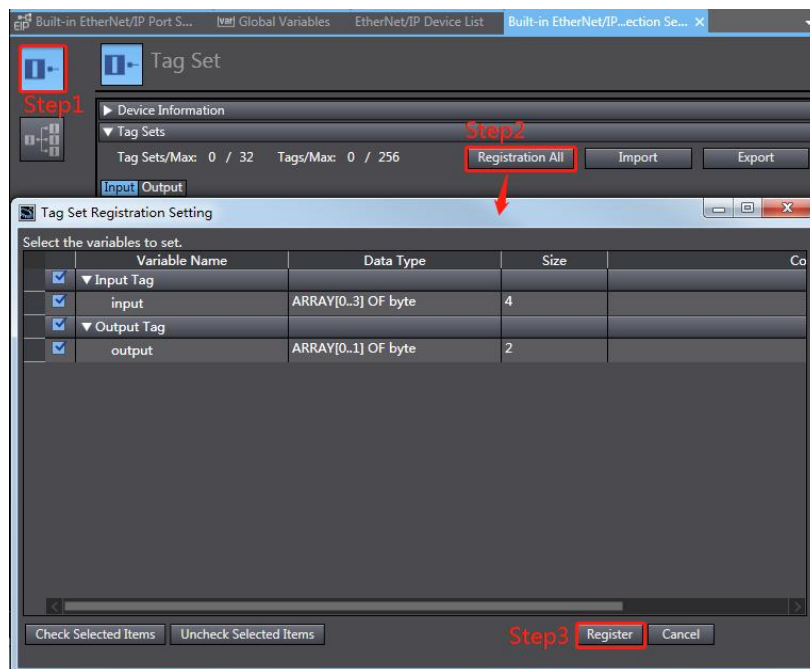 EIP Built-in EtherNet/IP Port S... var Global Variables EtherNet/IP Device List Built-in EtherNet/IP...ection Se... ×
Tag Set
Step1
▶ Device Information
▼ Tag Sets
Step2
Tag Sets/Max: 0 / 32 Tags/Max: 0 / 256 Registration All Import Export
Input Output
Tag Set Registration Setting
Select the variables to set.
Variable Name Data Type Size Co
▼ Input Tag
input ARRAY[0..3] OF byte 4
▼ Output Tag
output ARRAY[0..1] OF byte 2
Check Selected Items Uncheck Selected Items Step3 Register Cancel